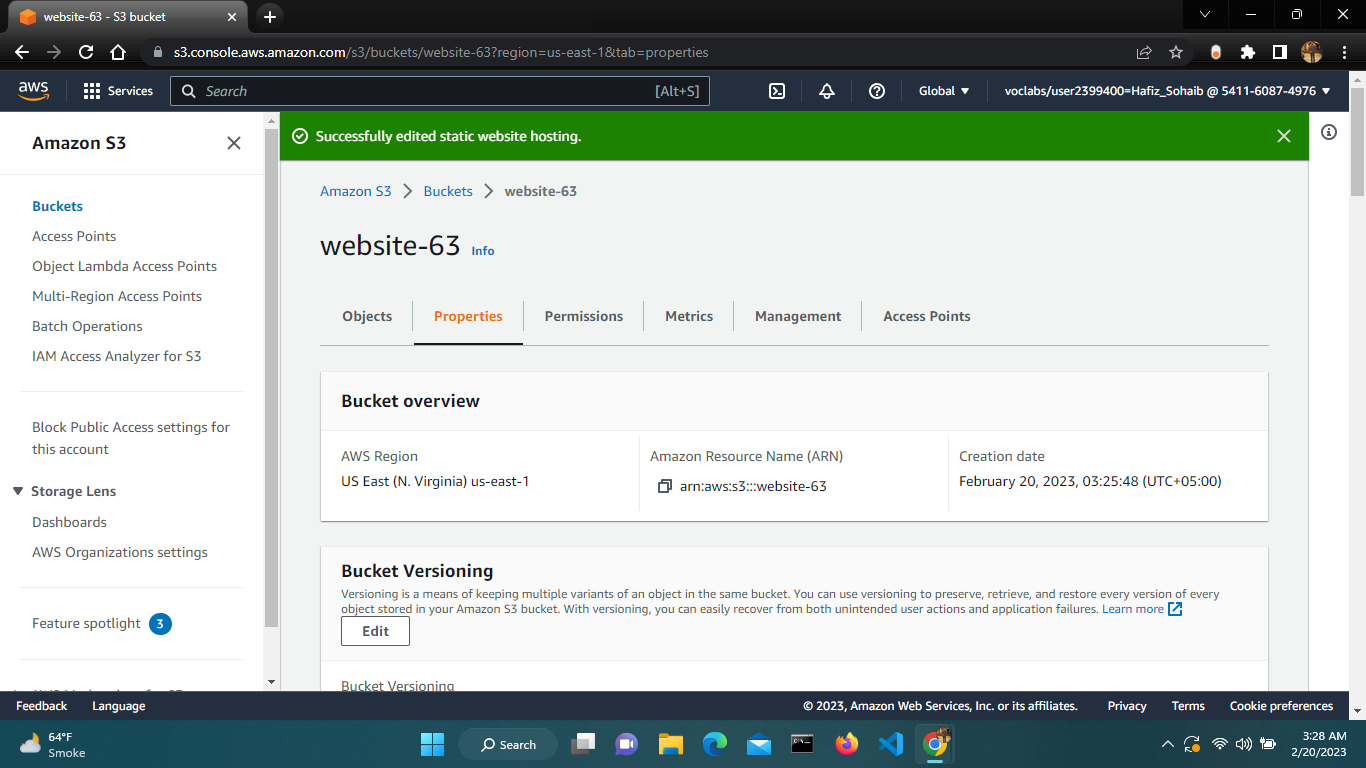 website-63 - S3 bucket
s3.console.aws.amazon.com/s3/buckets/website-63?region=us-east-1&tab=properties
aws
Services
Search
[Alt+S]
Global
voclabs/user2399400=Hafiz_Sohaib @ 5411-6087-4976
Amazon S3
Buckets
Access Points
Object Lambda Access Points
Multi-Region Access Points
Batch Operations
IAM Access Analyzer for S3
Block Public Access settings for
this account
Storage Lens
Dashboards
AWS Organizations settings
Feature spotlight 3
Successfully edited static website hosting.
Amazon S3
Buckets
website-63
website-63 Info
Objects
Properties
Permissions
Metrics
Management
Access Points
Bucket overview
AWS Region
US East (N. Virginia) us-east-1
Amazon Resource Name (ARN)
arn:aws:s3:::website-63
Creation date
February 20, 2023, 03:25:48 (UTC+05:00)
Bucket Versioning
Versioning is a means of keeping multiple variants of an object in the same bucket. You can use versioning to preserve, retrieve, and restore every version of every
object stored in your Amazon S3 bucket. With versioning, you can easily recover from both unintended user actions and application failures. Learn more
Edit
Bucket Versioning
Feedback
Language
© 2023, Amazon Web Services, Inc. or its affiliates.
Privacy
Terms
Cookie preferences
64°F
Smoke
Search
3:28 AM
2/20/2023